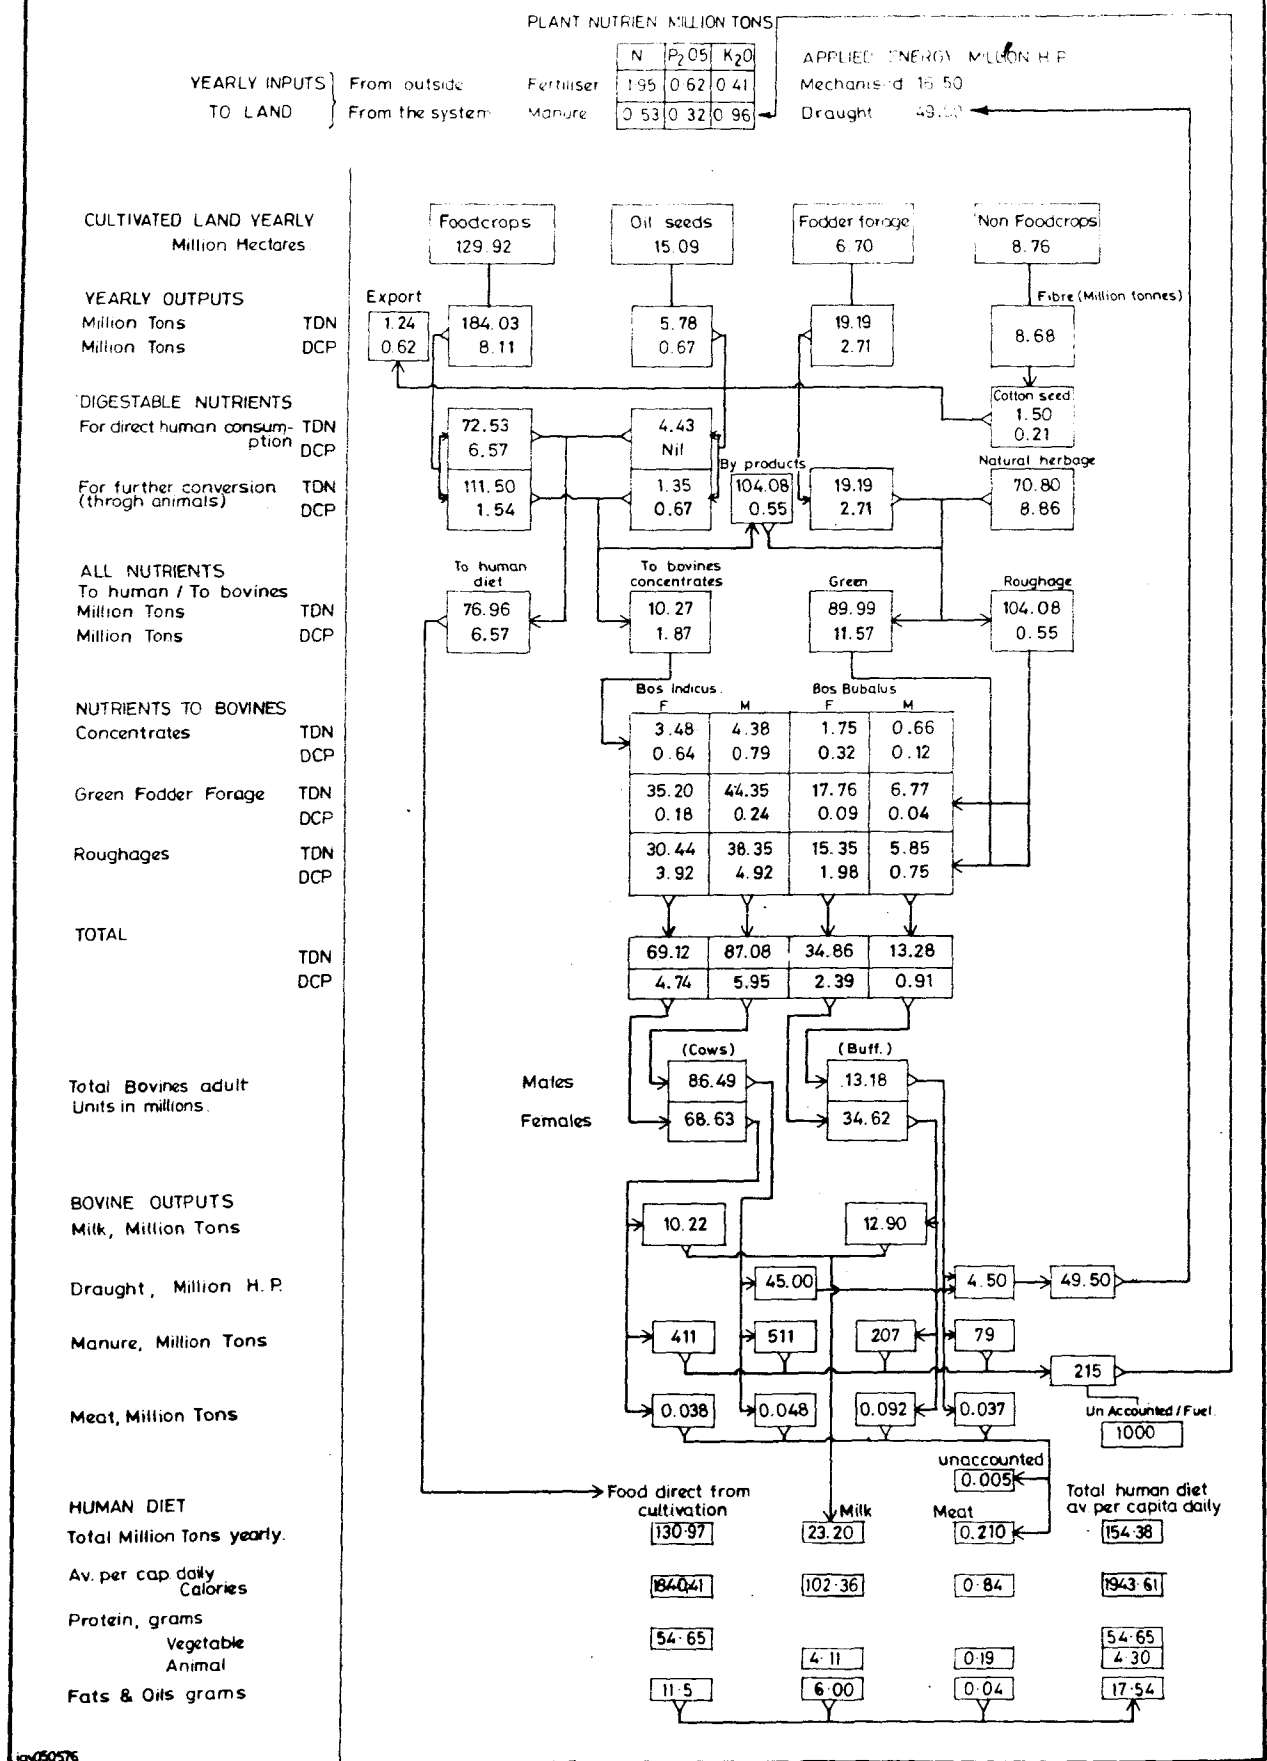 PLANT NUTRIEN MILLION TONS
N P2O5 K2O
APPLIED ENERGY MILLION H P
YEARLY INPUTS From outside Fertiliser 1.95 0.62 0.41 Mechanis d 16 50
TO LAND From the system Manure 0 53 0 32 0 96 Draught 49.50
CULTIVATED LAND YEARLY Foodcrops Oil seeds Fodder forage Non Foodcrops
Million Hectares 129.92 15.09 6.70 8.76
YEARLY OUTPUTS Export Fibre (Million tonnes)
Million Tons TDN 1.24 184.03 5.78 19.19 8.68
Million Tons DCP 0.62 8.11 0.67 2.71
DIGESTABLE NUTRIENTS Cotton seed
For direct human consum- TDN 72.53 4.43 1.50
ption DCP 6.57 Nil 0.21
By products Natural herbage
For further conversion TDN 111.50 1.35 104.08 19.19 70.80
(throgh animals) DCP 1.54 0.67 0.55 2.71 8.86
ALL NUTRIENTS To human diet To bovines concentrates Green Roughage
To human / To bovines
Million Tons TDN 76.96 10.27 89.99 104.08
Million Tons DCP 6.57 1.87 11.57 0.55
Bos Indicus. Bos Bubalus
NUTRIENTS TO BOVINES F M F M
Concentrates TDN 3.48 4.38 1.75 0.66
DCP 0.64 0.79 0.32 0.12
Green Fodder Forage TDN 35.20 44.35 17.76 6.77
DCP 0.18 0.24 0.09 0.04
Roughages TDN 30.44 38.35 15.35 5.85
DCP 3.92 4.92 1.98 0.75
TOTAL
TDN 69.12 87.08 34.86 13.28
DCP 4.74 5.95 2.39 0.91
(Cows) (Buff.)
Total Bovines adult Males 86.49 13.18
Units in millions.
Females 68.63 34.62
BOVINE OUTPUTS
Milk, Million Tons 10.22 12.90
Draught, Million H.P. 45.00 4.50 49.50
Manure, Million Tons 411 511 207 79
215
Meat, Million Tons 0.038 0.048 0.092 0.037 Un Accounted / Fuel.
1000
unaccounted
0.005
HUMAN DIET Food direct from cultivation Milk Meat Total human diet av. per capita daily
Total Million Tons yearly. 130.97 23.20 0.210 154.38
Av. per cap. daily
Calories 1840.41 102.36 0.84 1943.61
Protein, grams
Vegetable 54.65 54.65
Animal 4.11 0.19 4.30
Fats & Oils grams 11.5 6.00 0.04 17.54
jgv050576